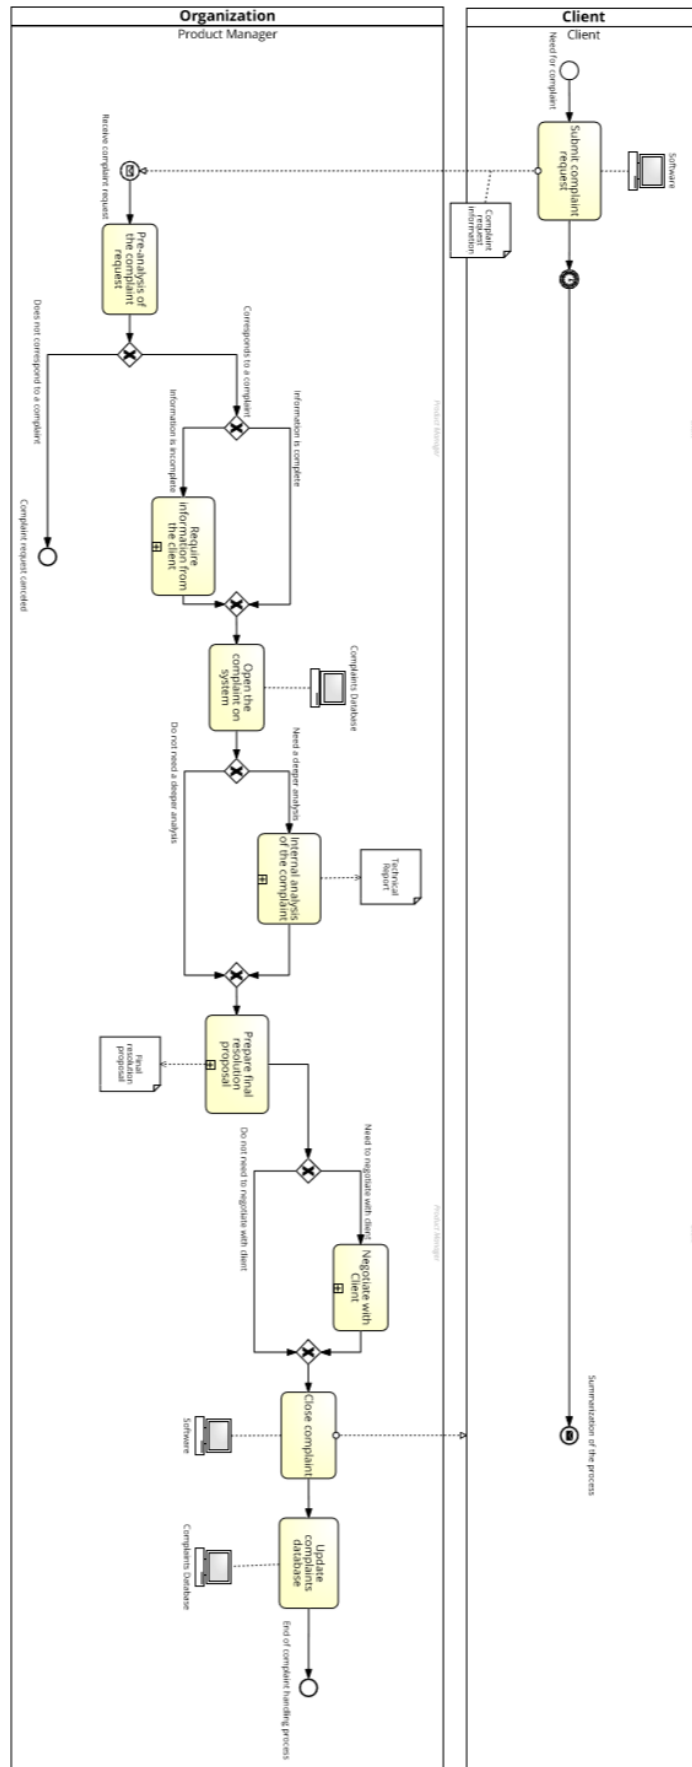 Organization
Product Manager
Client
Client
Need for complaint
Submit complaint
request
Software
Receive complaint request
Complaint
request
information
Pre-analysis of
the complaint
request
Does not correspond to a complaint
Corresponds to a complaint
Information is incomplete
Information is complete
Product Manager
Require
information from
the client
Complaint request canceled
Open the
complaint on
system
Complaints Database
Do not need a deeper analysis
Need a deeper analysis
Internal analysis
of the complaint
Technical
Report
Prepare final
resolution
proposal
Final
resolution
proposal
Do not need to negotiate with client
Need to negotiate with client
Product Manager
Negotiate with
Client
Close complaint
Software
Summarization of the process
Update
complaints
database
Complaints Database
End of complaint handling process